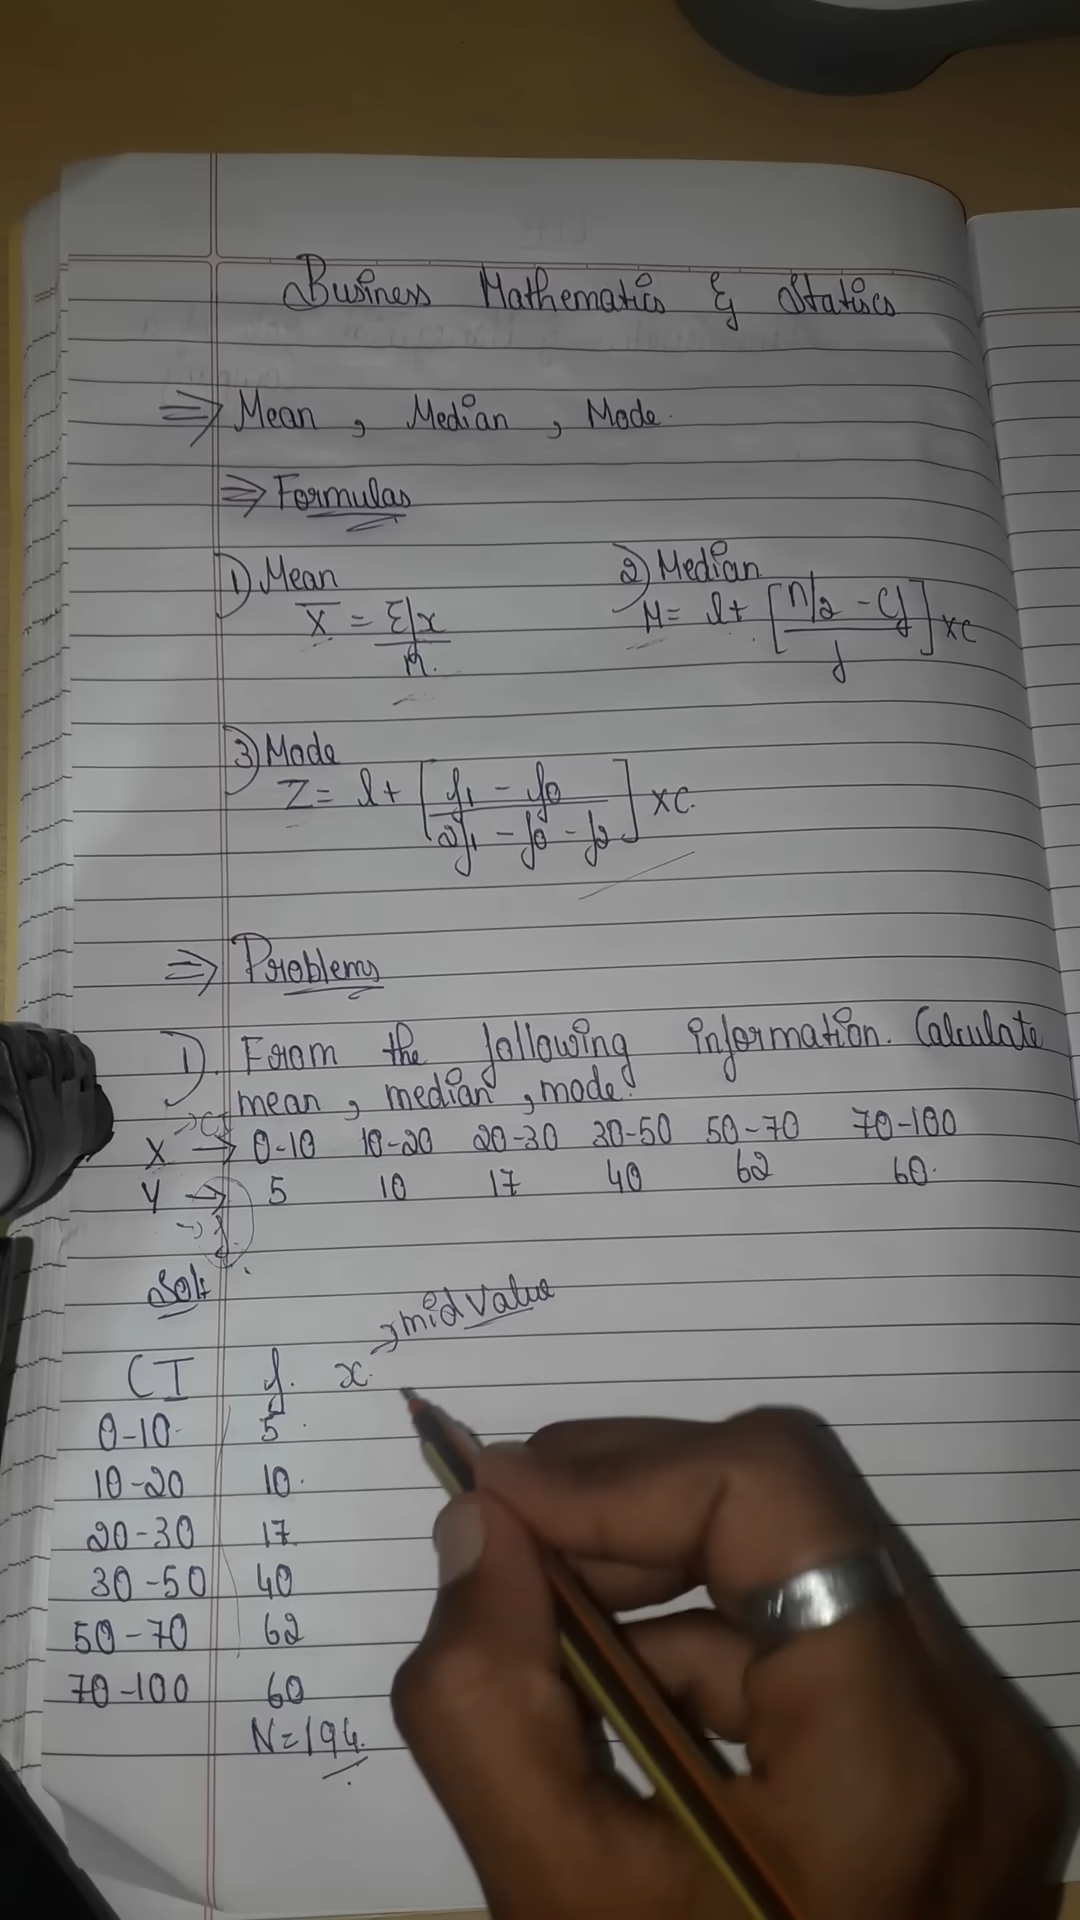 Business Mathematics & Statiscs
⇒ Mean , Median , Mode.
⇒ Formulas
1) Mean
X̄ = Σfx / n.
2) Median
M = l + [n/2 - cf / f] x c
3) Mode
Z = l + [f1 - f0 / 2f1 - f0 - f2] x c.
⇒ Problems
1). From the following information. Calculate
mean , median , mode.
→ CI
X → 0-10 10-20 20-30 30-50 50-70 70-100
Y → 5 10 17 40 62 60.
→ f
Sol:
→ mid value
CI f. x.
0-10 5
10-20 10.
20-30 17
30-50 40
50-70 62
70-100 60
N = 194.